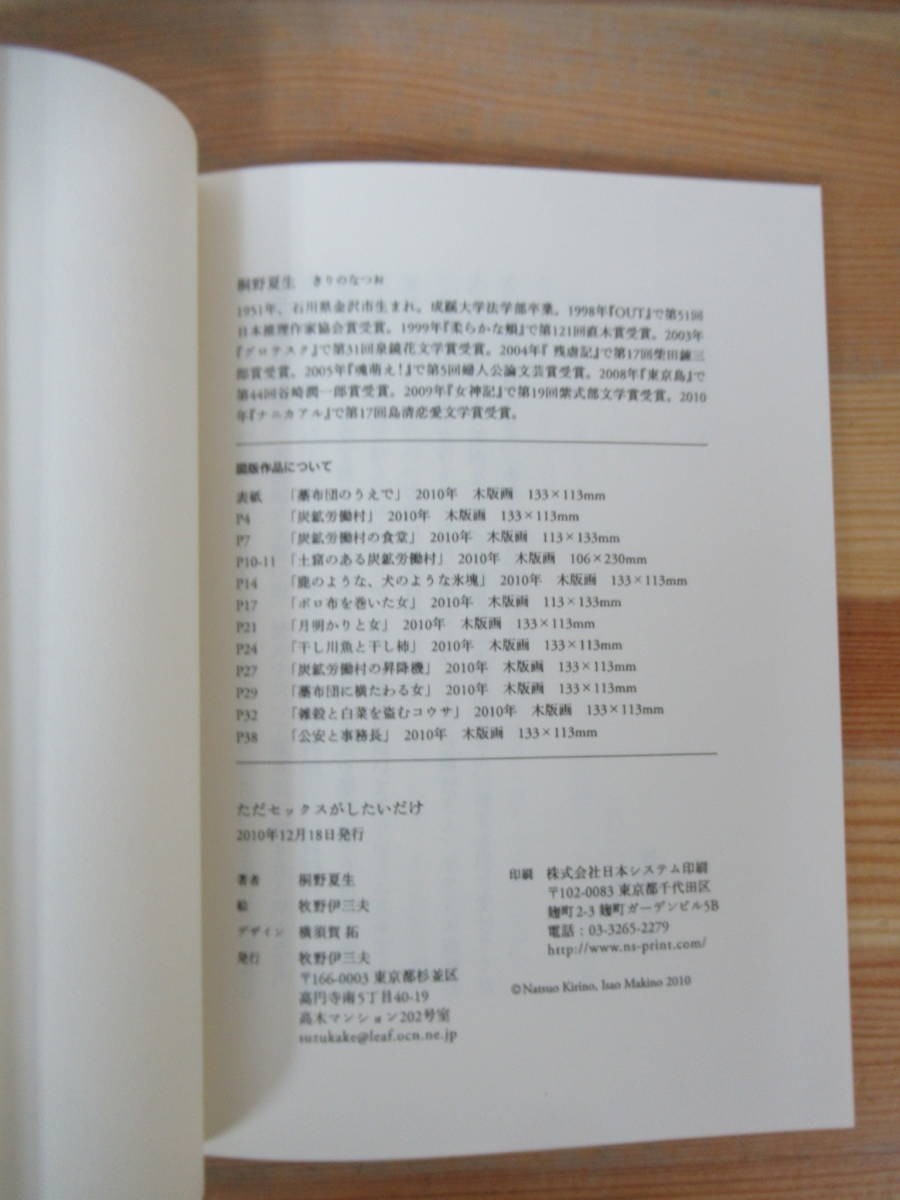 桐野夏生　きりのなつお
1951年、石川県金沢市生まれ。成蹊大学法学部卒業。1998年『OUT』で第51回
日本推理作家協会賞受賞。1999年『柔らかな頬』で第121回直木賞受賞。2003年
『グロテスク』で第31回泉鏡花文学賞受賞。2004年『残虐記』で第17回柴田錬三
郎賞受賞。2005年『魂萌え!』で第5回婦人公論文芸賞受賞。2008年『東京島』で
第44回谷崎潤一郎賞受賞。2009年『女神記』で第19回紫式部文学賞受賞。2010
年『ナニカアル』で第17回島清恋愛文学賞受賞。
図版作品について
表紙　「藁布団のうえで」　2010年　木版画　133×113mm
P4　「炭鉱労働村」　2010年　木版画　133×113mm
P7　「炭鉱労働村の食堂」　2010年　木版画　113×133mm
P10-11　「土窟のある炭鉱労働村」　2010年　木版画　106×230mm
P14　「鹿のような、犬のような氷塊」　2010年　木版画　133×113mm
P17　「ボロ布を巻いた女」　2010年　木版画　113×133mm
P21　「月明かりと女」　2010年　木版画　133×113mm
P24　「干し川魚と干し柿」　2010年　木版画　133×113mm
P27　「炭鉱労働村の昇降機」　2010年　木版画　133×113mm
P29　「藁布団に横たわる女」　2010年　木版画　133×113mm
P32　「雑穀と白菜を盗むコウサ」　2010年　木版画　133×113mm
P38　「公安と事務長」　2010年　木版画　133×113mm
ただセックスがしたいだけ
2010年12月18日発行
著者　桐野夏生
絵　牧野伊三夫
デザイン　横須賀 拓
発行　牧野伊三夫
〒166-0003 東京都杉並区
高円寺南5丁目40-19
高木マンション202号室
suzukake@leaf.ocn.ne.jp
印刷　株式会社日本システム印刷
〒102-0083 東京都千代田区
麹町2-3 麹町ガーデンビル5B
電話：03-3265-2279
http://www.ns-print.com/
©Natsuo Kirino, Isao Makino 2010